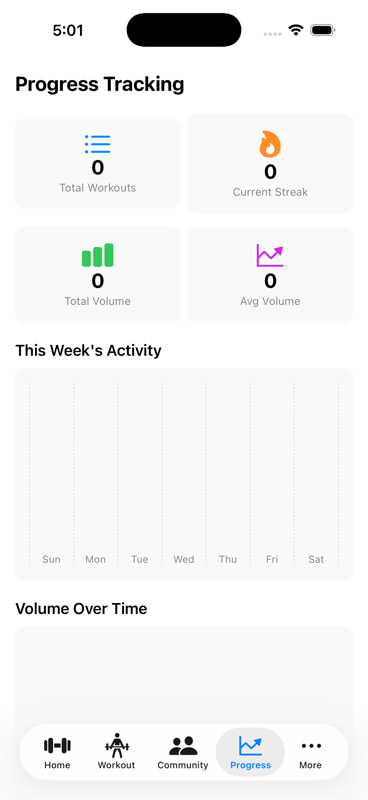 5:01
Progress Tracking
0
Total Workouts
0
Current Streak
0
Total Volume
0
Avg Volume
This Week's Activity
Sun Mon Tue Wed Thu Fri Sat
Volume Over Time
Home Workout Community Progress More